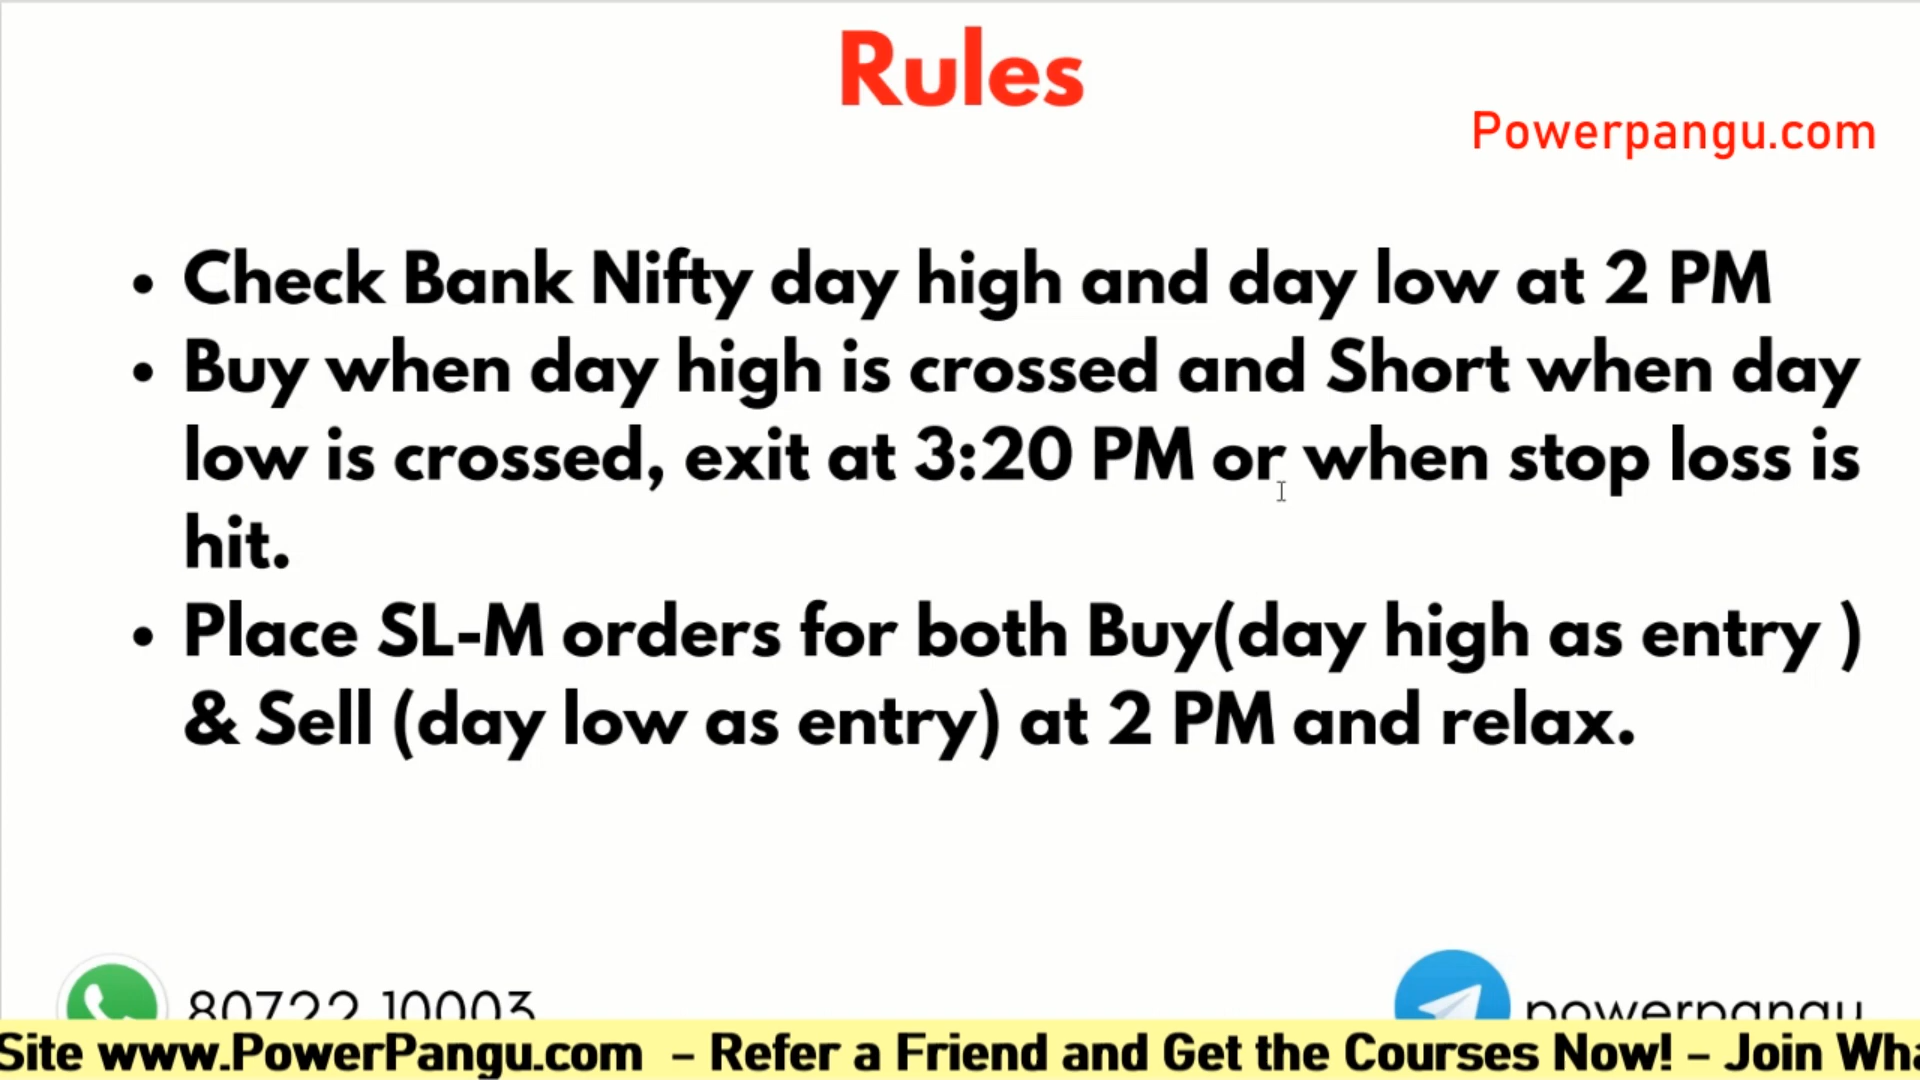 Rules
Powerpangu.com
• Check Bank Nifty day high and day low at 2 PM
• Buy when day high is crossed and Short when day
low is crossed, exit at 3:20 PM or when stop loss is
hit.
• Place SL-M orders for both Buy(day high as entry )
& Sell (day low as entry) at 2 PM and relax.
80722 10003
powerpangu
Site www.PowerPangu.com – Refer a Friend and Get the Courses Now! – Join